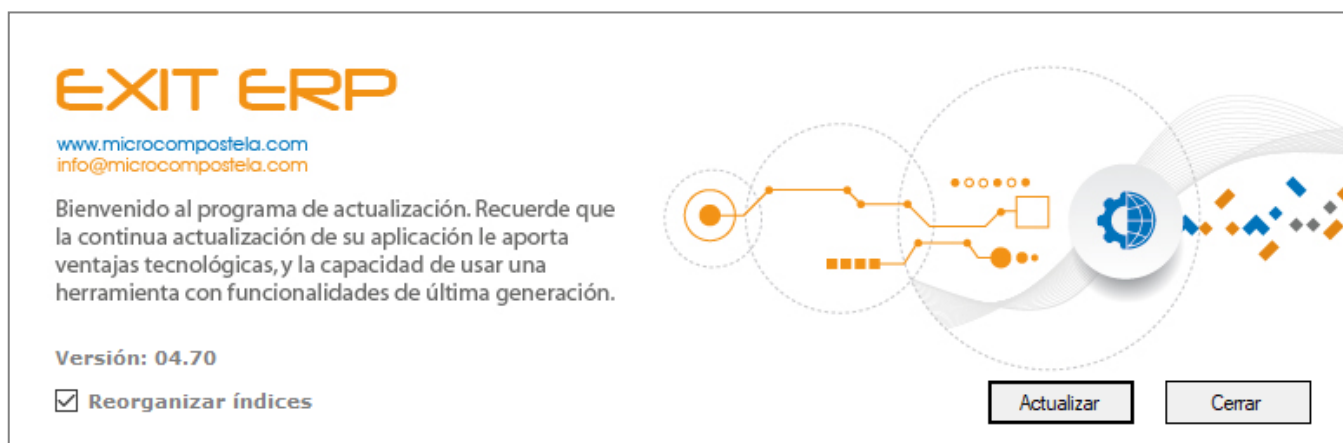 EXIT ERP
www.microcompostela.com
info@microcompostela.com
Bienvenido al programa de actualización. Recuerde que
la continua actualización de su aplicación le aporta
ventajas tecnológicas, y la capacidad de usar una
herramienta con funcionalidades de última generación.
Versión: 04.70
Reorganizar índices
Actualizar
Cerrar